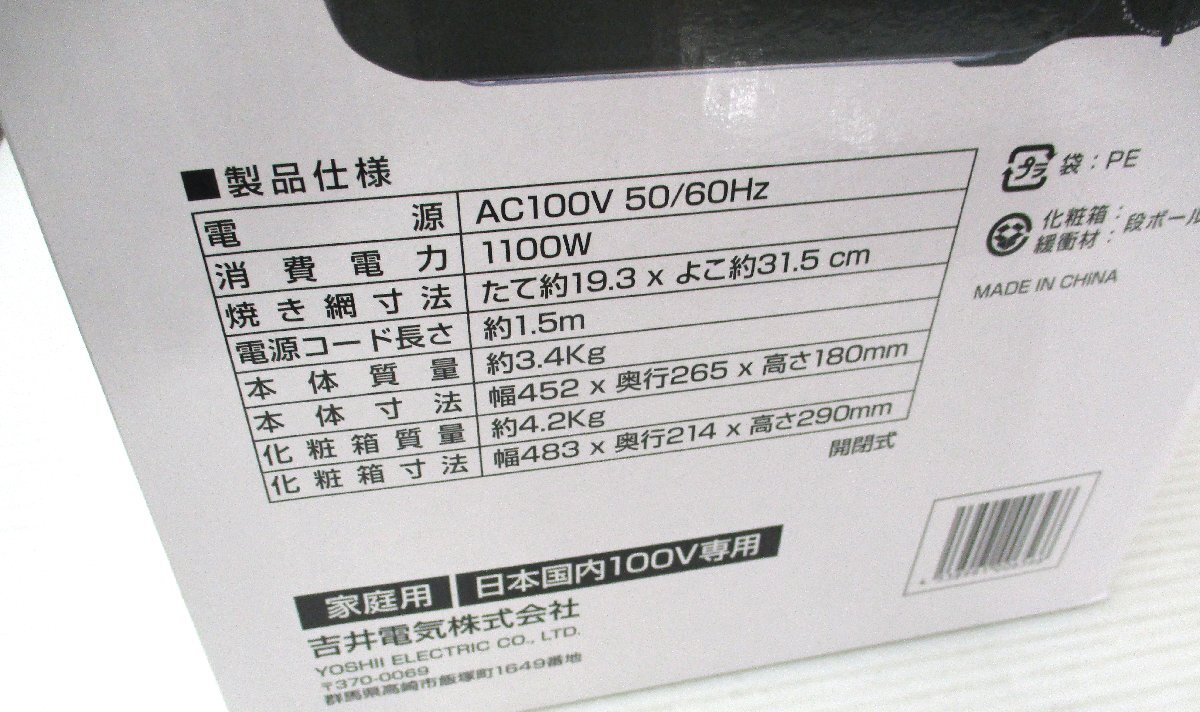 ■製品仕様
電源 AC100V 50/60Hz
消費電力 1100W
焼き網寸法 たて約19.3 x よこ約31.5 cm
電源コード長さ 約1.5m
本体質量 約3.4Kg
本体寸法 幅452 x 奥行265 x 高さ180mm
化粧箱質量 約4.2Kg
化粧箱寸法 幅483 x 奥行214 x 高さ290mm
開閉式
プラ 袋：PE
化粧箱：
緩衝材：段ボール
MADE IN CHINA
家庭用 日本国内100V専用
吉井電気株式会社
YOSHII ELECTRIC CO., LTD.
〒370-0069
群馬県高崎市飯塚町1649番地